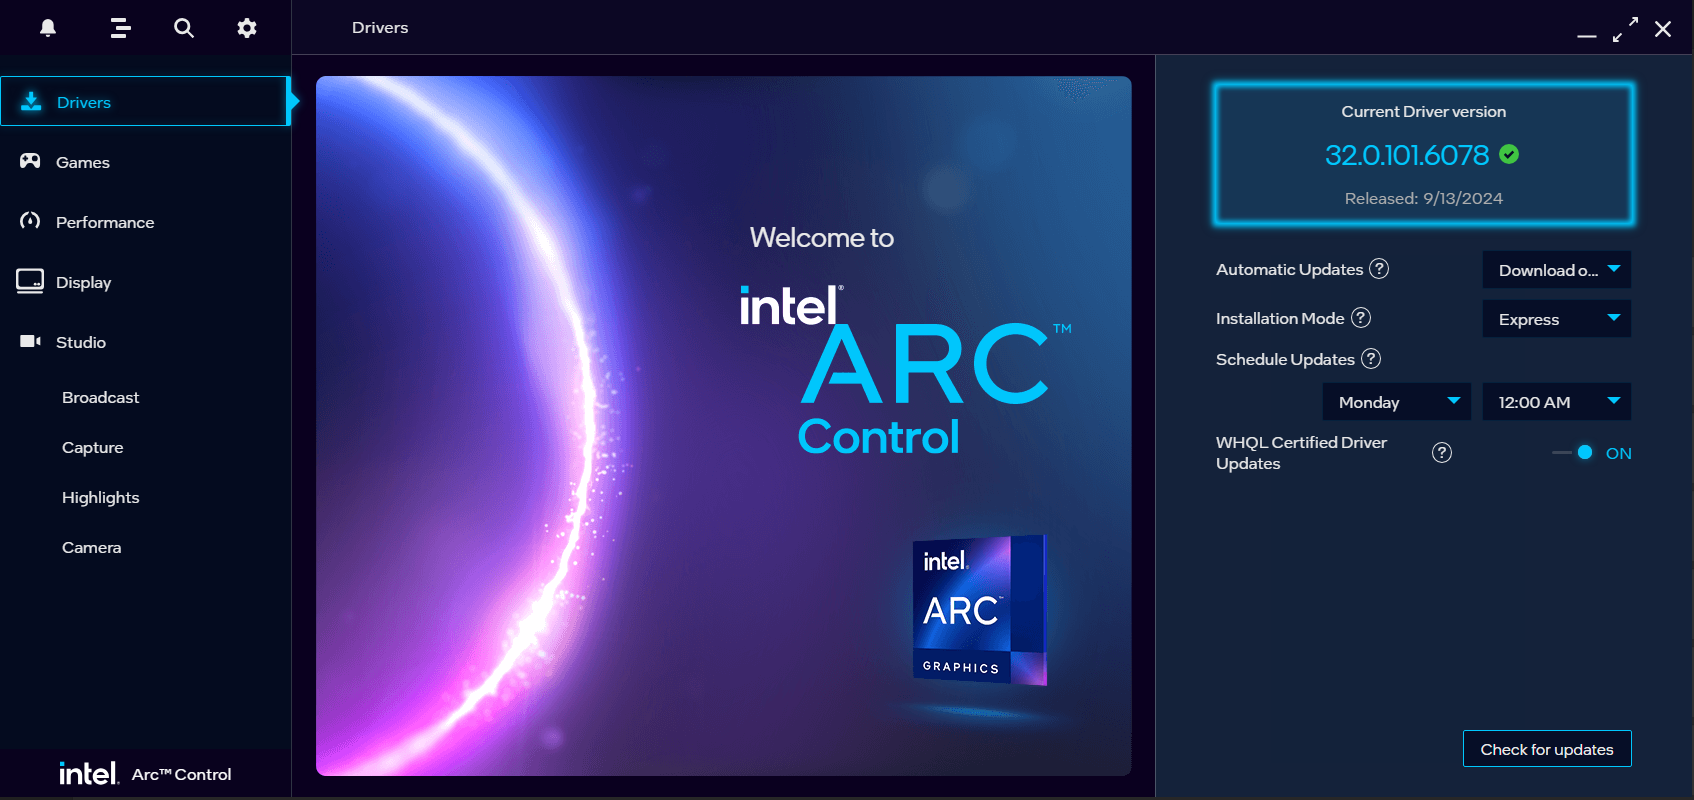 Drivers
Drivers
Games
Performance
Display
Studio
Broadcast
Capture
Highlights
Camera
intel. Arc™ Control
Welcome to
intel®
ARC™
Control
intel.
ARC™
GRAPHICS
Current Driver version
32.0.101.6078
Released: 9/13/2024
Automatic Updates ? Download o...
Installation Mode ? Express
Schedule Updates ?
Monday 12:00 AM
WHQL Certified Driver
Updates ? ON
Check for updates